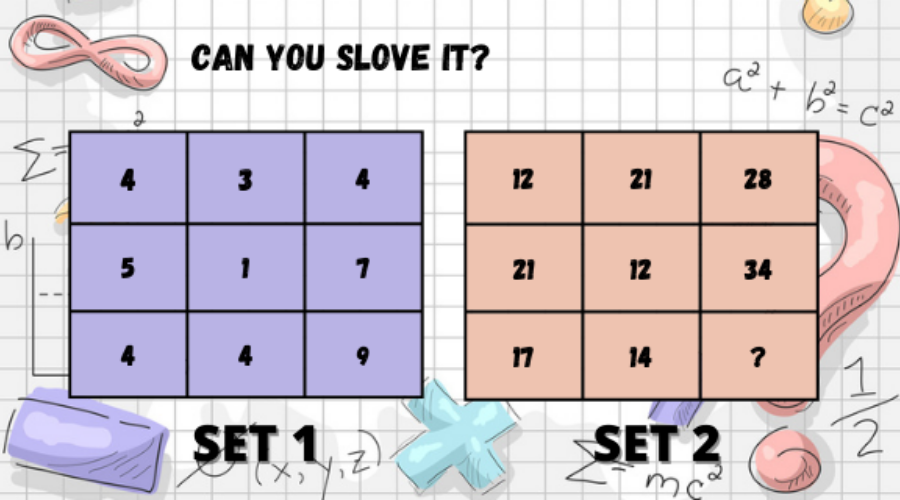 CAN YOU SLOVE IT?
a² + b² = c²
2
Σ=
4 3 4
12 21 28
b
5 1 7
21 12 34
4 4 9
17 14 ?
1/2
SET 1
SET 2
(x, y, z)
Σ=
mc²